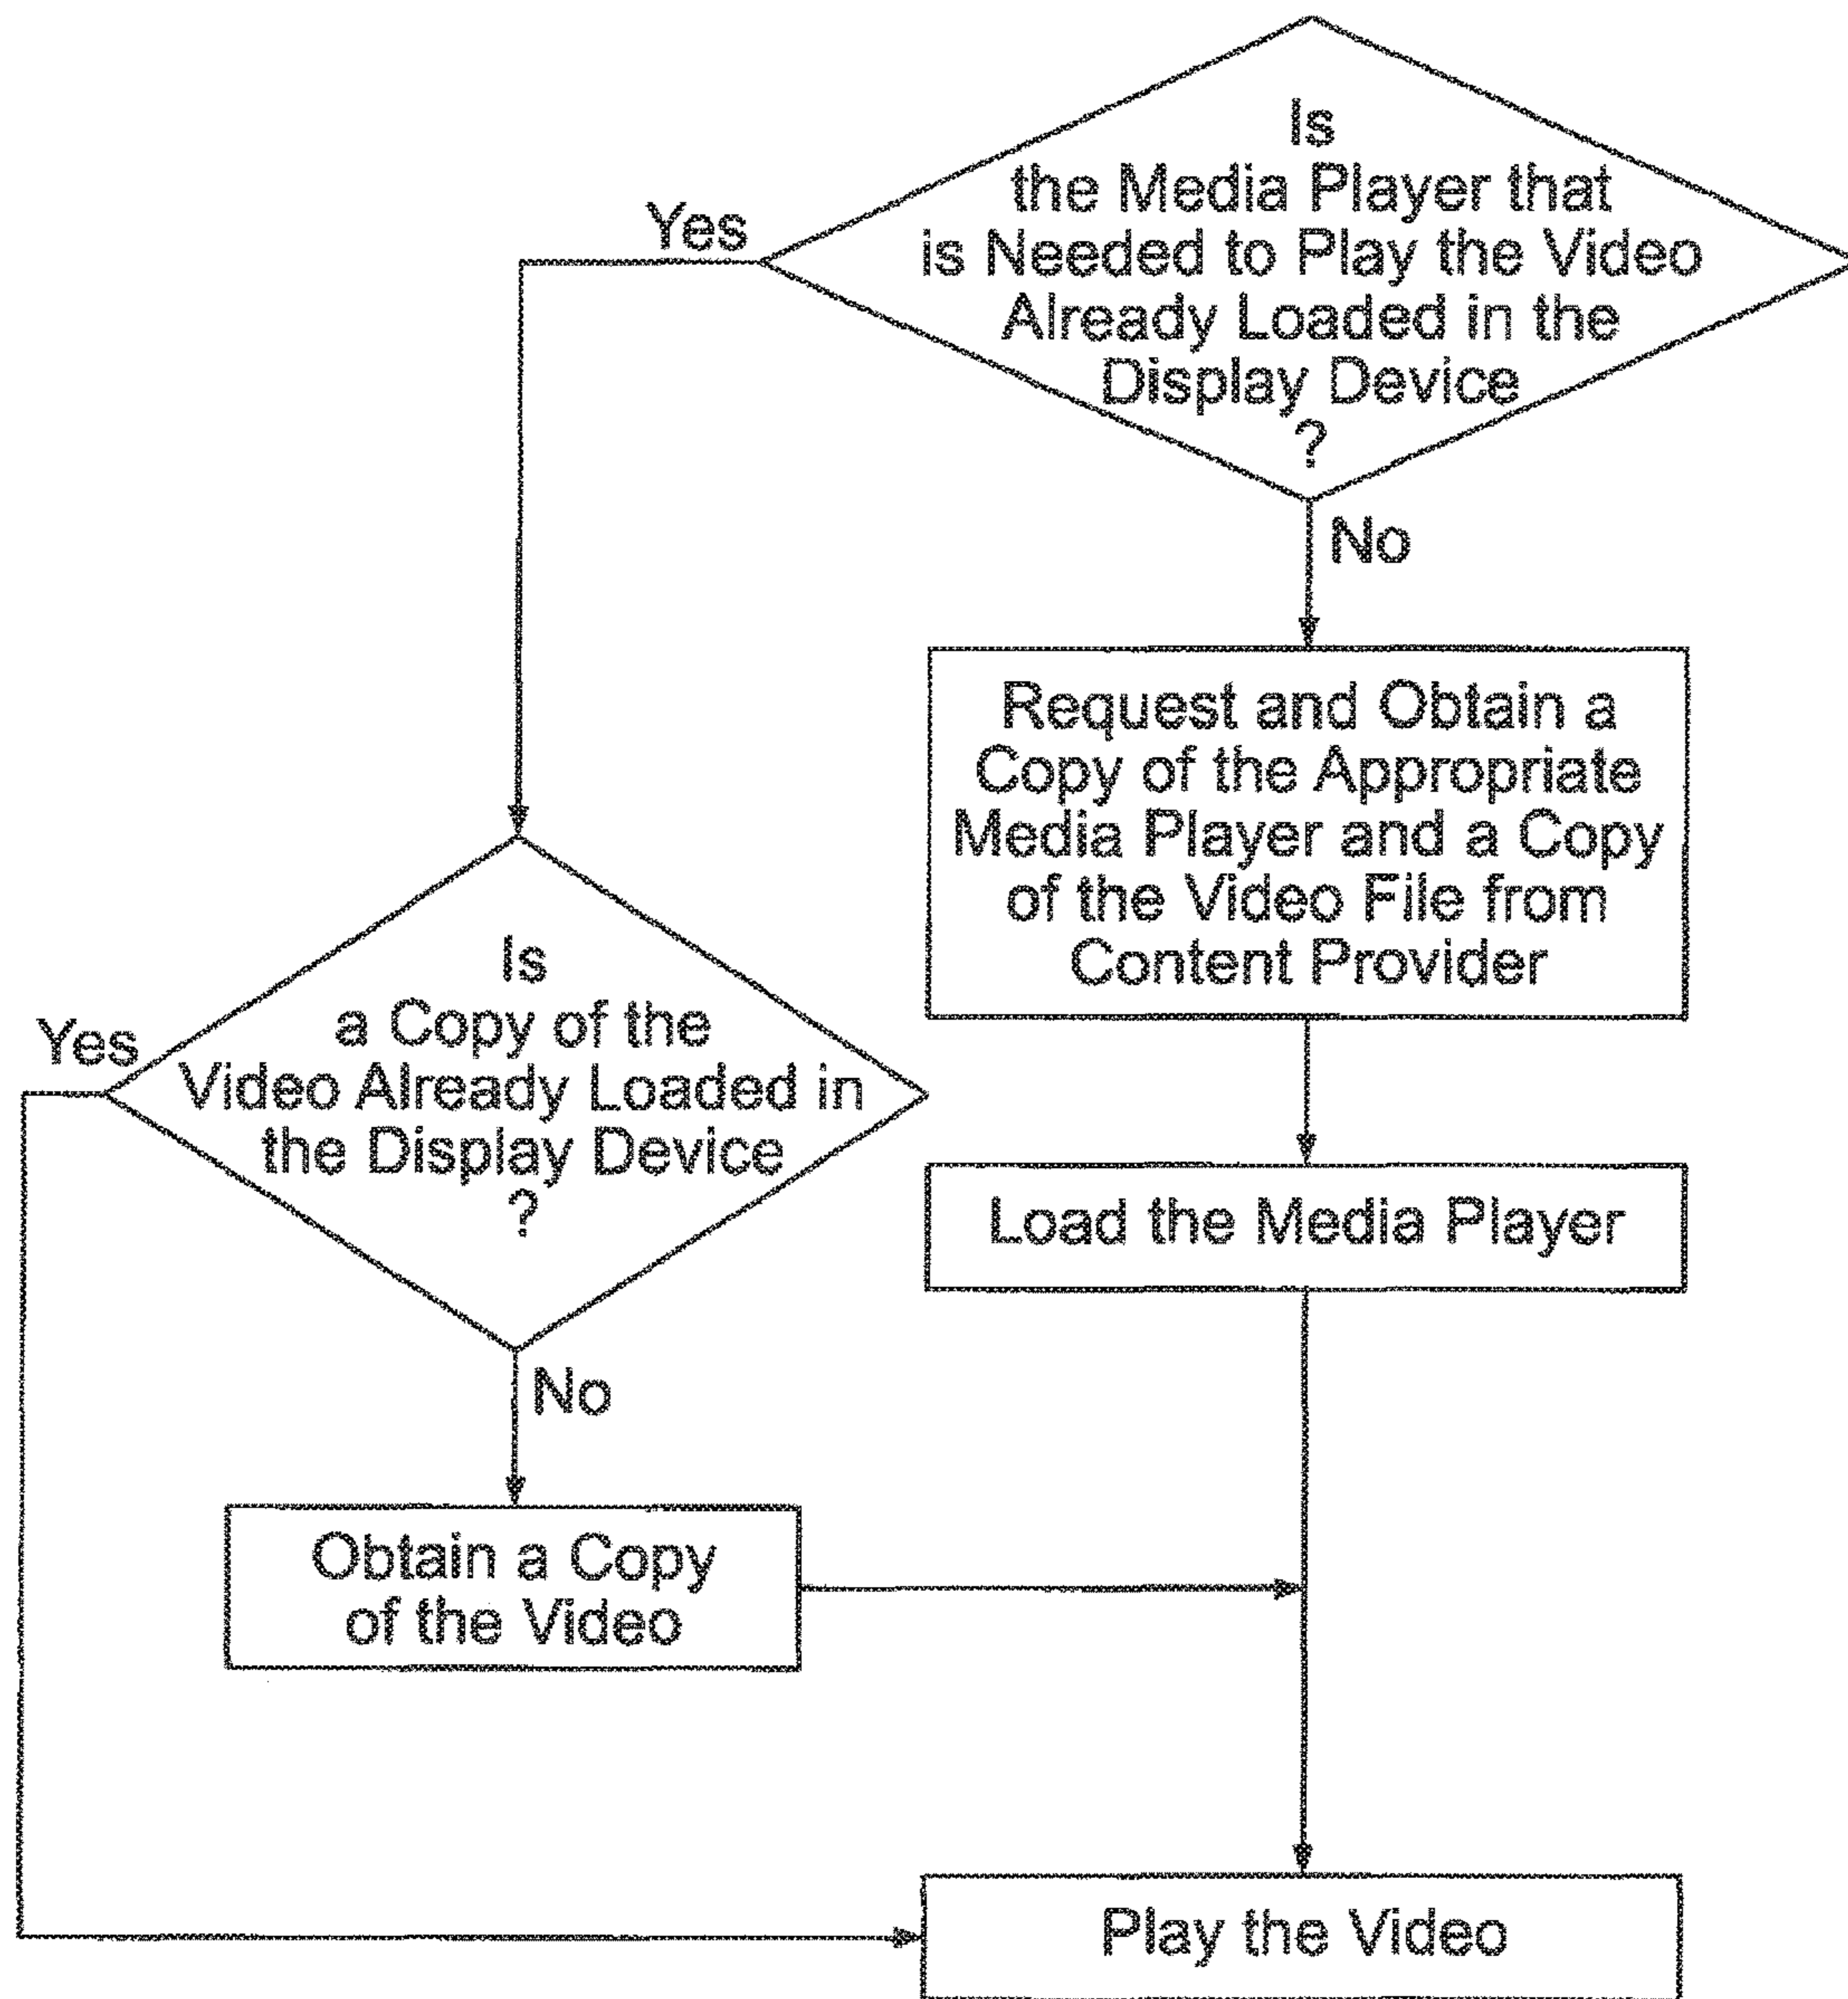 Is
the Media Player that
is Needed to Play the Video
Already Loaded in the
Display Device
?
Yes
No
Request and Obtain a
Copy of the Appropriate
Media Player and a Copy
of the Video File from
Content Provider
Is
a Copy of the
Video Already Loaded in
the Display Device
?
Yes
No
Load the Media Player
Obtain a Copy
of the Video
Play the Video